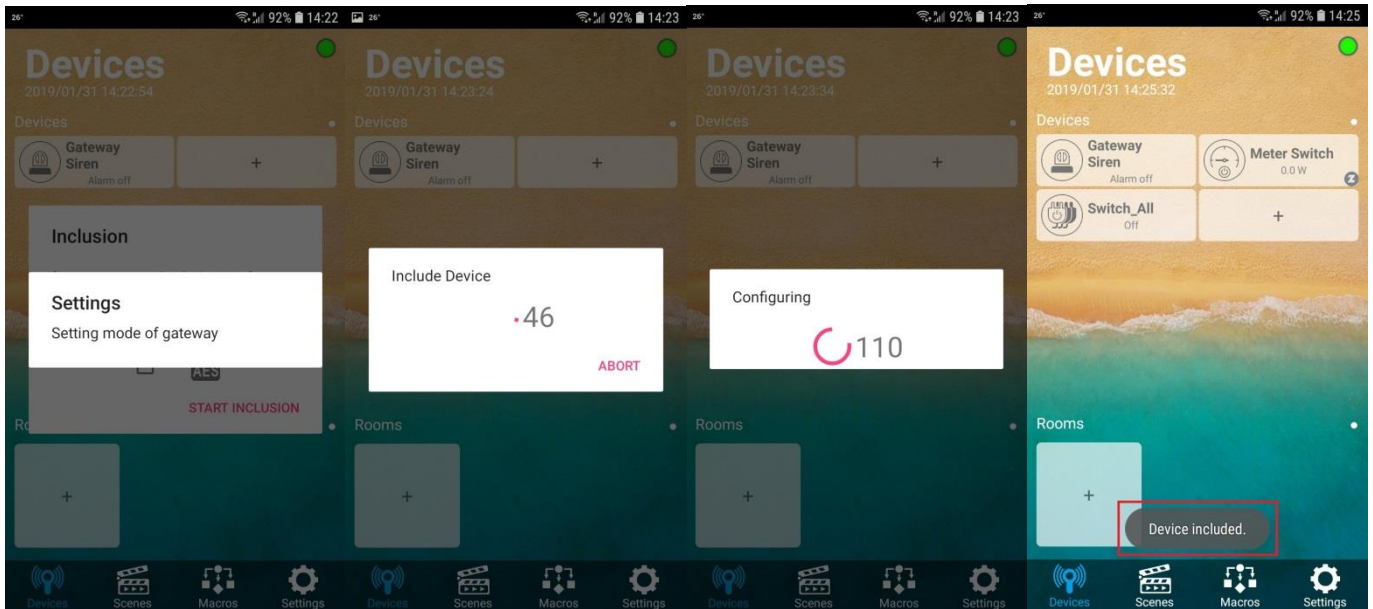 26°
92% 14:22
Devices
2019/01/31 14:22:54
Devices
Gateway
Siren
Alarm off
+
Inclusion
Settings
Setting mode of gateway
AES
START INCLUSION
+
Devices
Scenes
Macros
Settings
26°
92% 14:23
Devices
2019/01/31 14:23:24
Devices
Gateway
Siren
Alarm off
+
Include Device
46
ABORT
Rooms
+
Devices
Scenes
Macros
Settings
26°
92% 14:23
Devices
2019/01/31 14:23:34
Devices
Gateway
Siren
Alarm off
+
Configuring
110
Rooms
+
Devices
Scenes
Macros
Settings
26°
92% 14:25
Devices
2019/01/31 14:25:32
Devices
Gateway
Siren
Alarm off
Meter Switch
0.0 W
Z
Switch_All
Off
+
Rooms
+
Device included.
Devices
Scenes
Macros
Settings